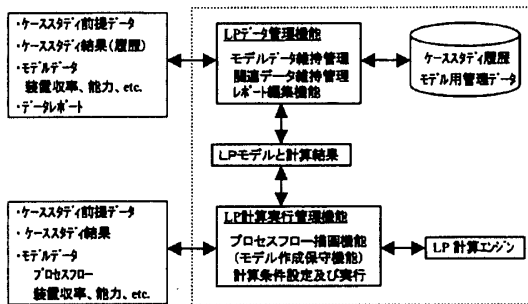 ・ケーススタディ前提データ
・ケーススタディ結果(履歴)
・モデルデータ
装置収率、能力、etc.
・データレポート
LPデータ管理機能
モデルデータ維持管理
関連データ維持管理
レポート編集機能
ケーススタディ履歴
モデル用管理データ
LPモデルと計算結果
・ケーススタディ前提データ
・ケーススタディ結果
・モデルデータ
プロセスフロー
装置収率、能力、etc.
LP計算実行管理機能
プロセスフロー描画機能
(モデル作成保守機能)
計算条件設定及び実行
LP計算エンジン